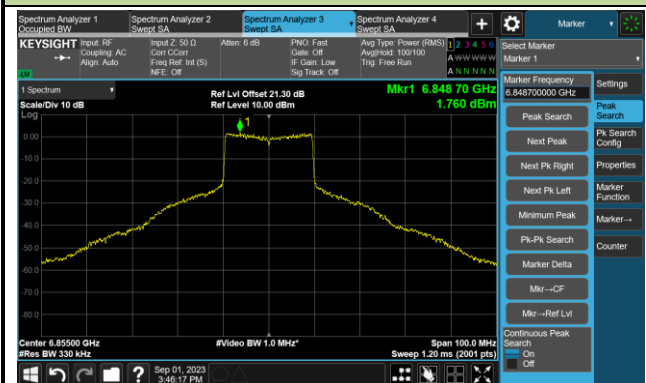 Spectrum Analyzer 1
Occupied BW
Spectrum Analyzer 2
Swept SA
Spectrum Analyzer 3
Swept SA
Spectrum Analyzer 4
Swept SA
+
Marker
KEYSIGHT
Input: RF
Coupling: AC
Align: Auto
Input Z: 50 Ω
Corr CCorr
Freq Ref: Int (S)
NFE: Off
Atten: 6 dB
PNO: Fast
Gate: Off
IF Gain: Low
Sig Track: Off
Avg Type: Power (RMS)
Avg|Hold: 100/100
Trig: Free Run
1 2 3 4 5 6
A W W W W W
A N N N N N
Select Marker
Marker 1
1 Spectrum
Scale/Div 10 dB
Log
Ref Lvl Offset 21.30 dB
Ref Level 10.00 dBm
Mkr1 6.848 70 GHz
1.760 dBm
1
0.00
-10.0
-20.0
-30.0
-40.0
-50.0
-60.0
-70.0
-80.0
Center 6.85500 GHz
#Res BW 330 kHz
#Video BW 1.0 MHz*
Span 100.0 MHz
Sweep 1.20 ms (2001 pts)
Marker Frequency
6.848700000 GHz
Peak Search
Next Peak
Next Pk Right
Next Pk Left
Minimum Peak
Pk-Pk Search
Marker Delta
Mkr→CF
Mkr→Ref Lvl
Continuous Peak
Search
On
Off
Settings
Peak
Search
Pk Search
Config
Properties
Marker
Function
Marker→
Counter
?
Sep 01, 2023
3:46:17 PM